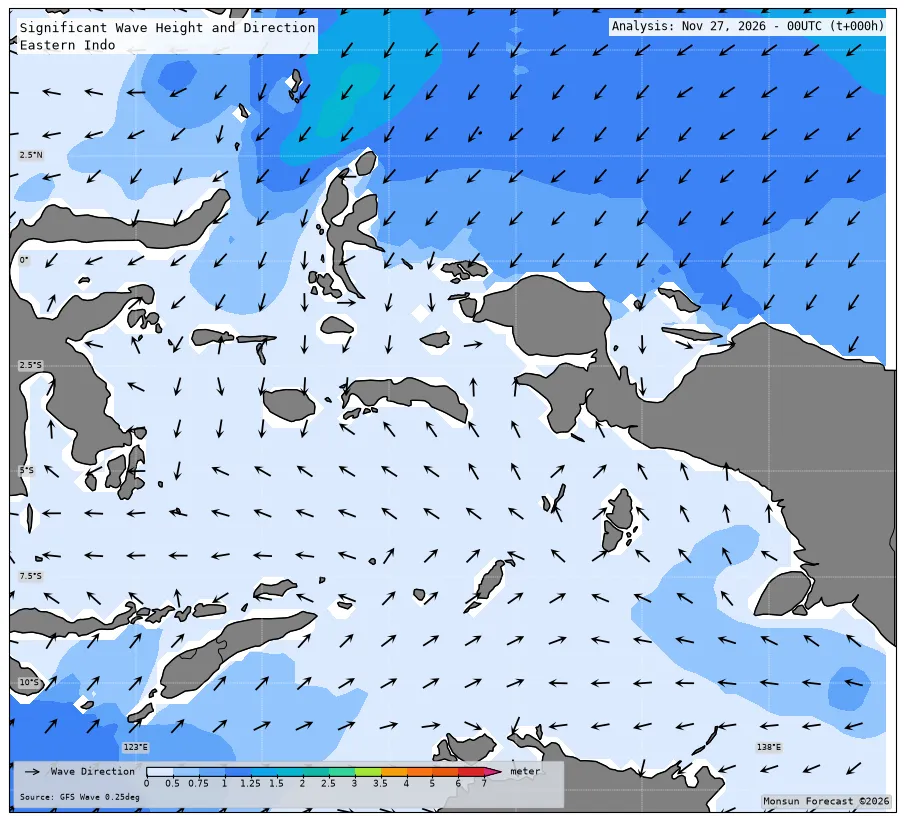 Significant Wave Height and Direction
Eastern Indo
Analysis: Nov 27, 2026 - 00UTC (t+000h)
2.5°N
0°
2.5°S
5°S
7.5°S
10°S
123°E
138°E
Wave Direction
meter
0 0.5 0.75 1 1.25 1.5 2 2.5 3 3.5 4 5 6 7
Source: GFS Wave 0.25deg
Monsun Forecast ©2026